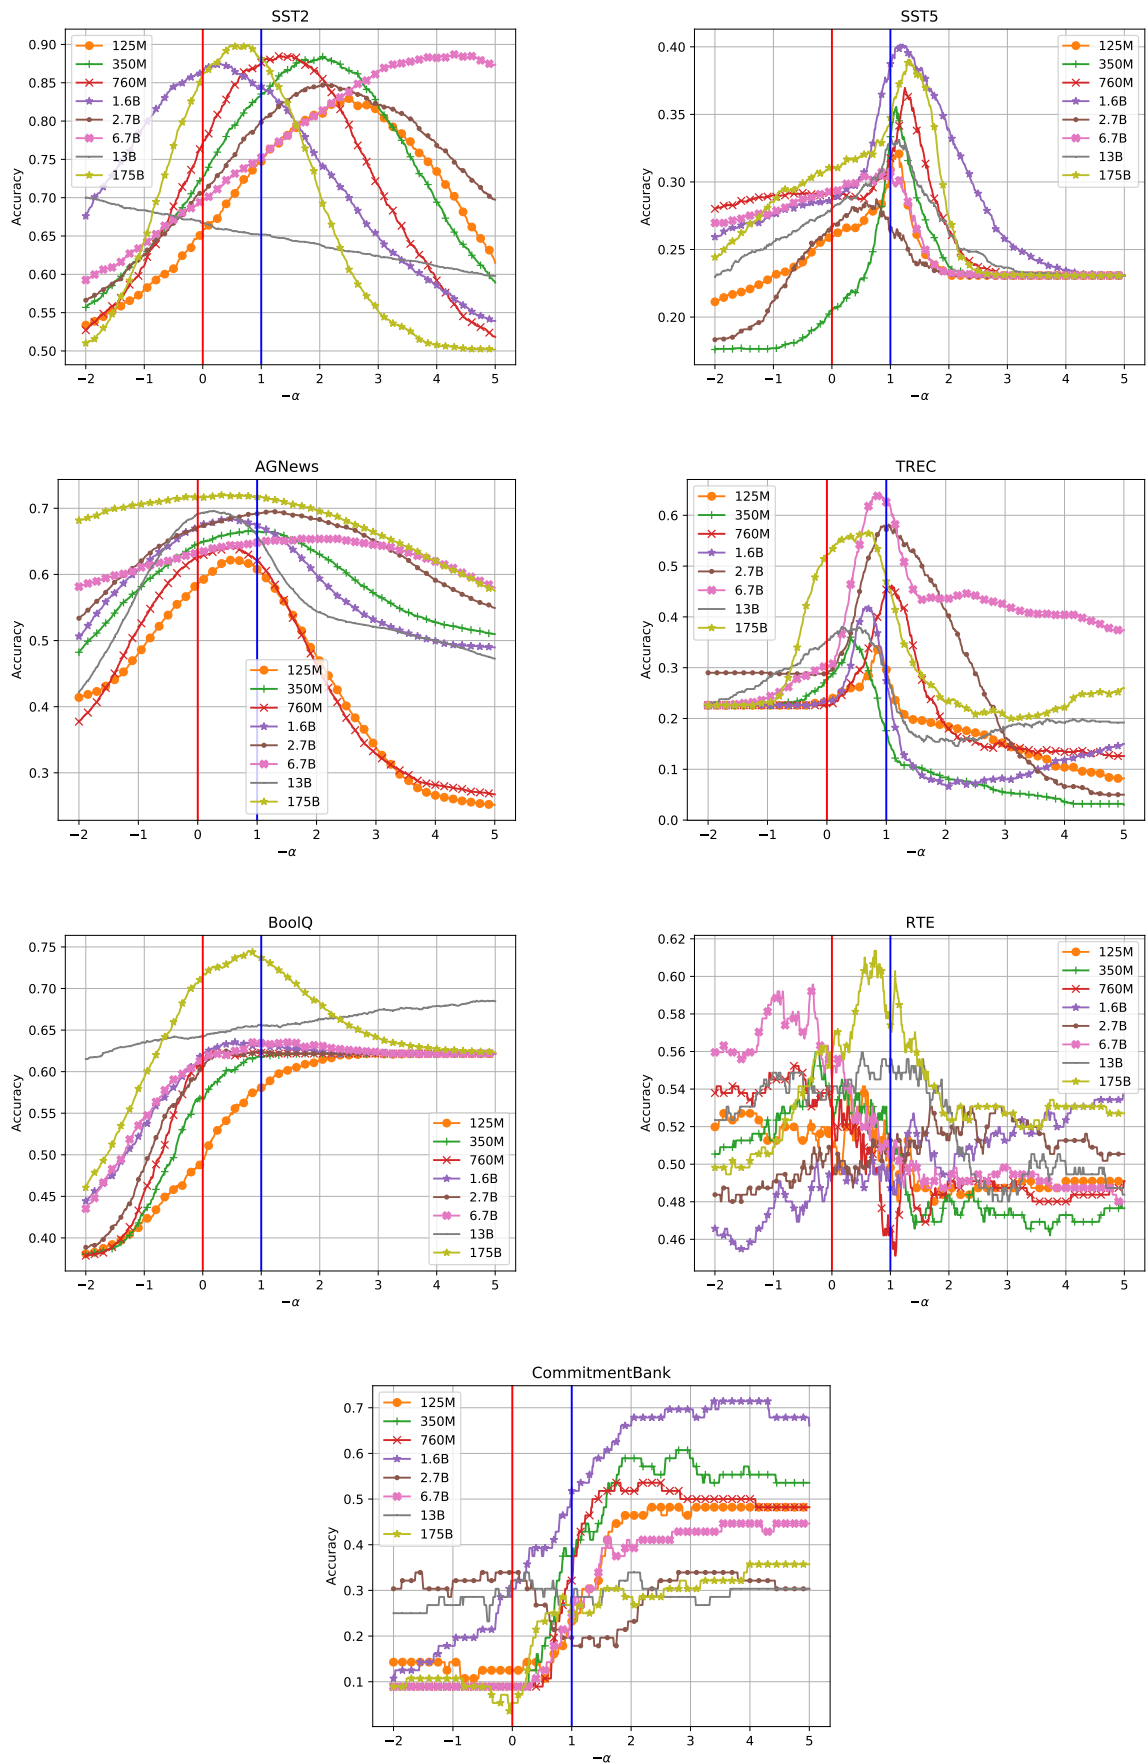 SST2
0.90
0.85
0.80
0.75
0.70
0.65
0.60
0.55
0.50
Accuracy
125M
350M
760M
1.6B
2.7B
6.7B
13B
175B
−2 −1 0 1 2 3 4 5
−α
SST5
0.40
0.35
0.30
0.25
0.20
Accuracy
125M
350M
760M
1.6B
2.7B
6.7B
13B
175B
−2 −1 0 1 2 3 4 5
−α
AGNews
0.7
0.6
0.5
0.4
0.3
Accuracy
125M
350M
760M
1.6B
2.7B
6.7B
13B
175B
−2 −1 0 1 2 3 4 5
−α
TREC
0.6
0.5
0.4
0.3
0.2
0.1
0.0
Accuracy
125M
350M
760M
1.6B
2.7B
6.7B
13B
175B
−2 −1 0 1 2 3 4 5
−α
BoolQ
0.75
0.70
0.65
0.60
0.55
0.50
0.45
0.40
Accuracy
125M
350M
760M
1.6B
2.7B
6.7B
13B
175B
−2 −1 0 1 2 3 4 5
−α
RTE
0.62
0.60
0.58
0.56
0.54
0.52
0.50
0.48
0.46
Accuracy
125M
350M
760M
1.6B
2.7B
6.7B
13B
175B
−2 −1 0 1 2 3 4 5
−α
CommitmentBank
0.7
0.6
0.5
0.4
0.3
0.2
0.1
Accuracy
125M
350M
760M
1.6B
2.7B
6.7B
13B
175B
−2 −1 0 1 2 3 4 5
−α